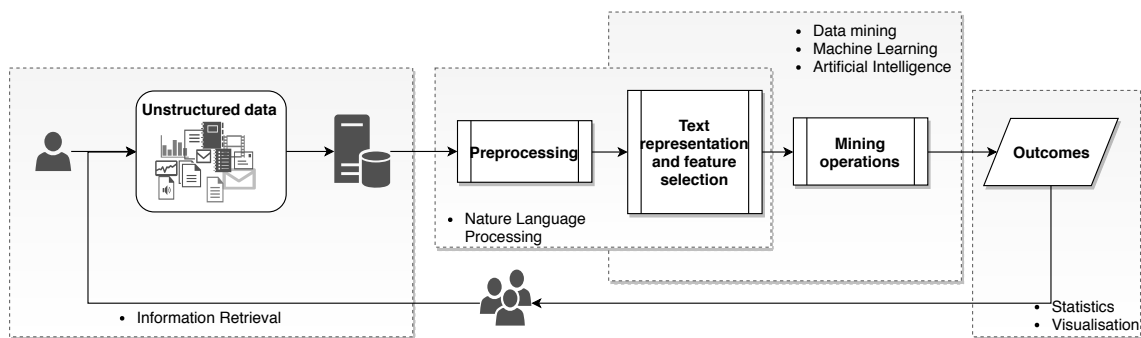 • Data mining
• Machine Learning
• Artificial Intelligence
Unstructured data
Preprocessing
Text
representation
and feature
selection
Mining
operations
Outcomes
• Nature Language
Processing
• Information Retrieval
• Statistics
• Visualisation